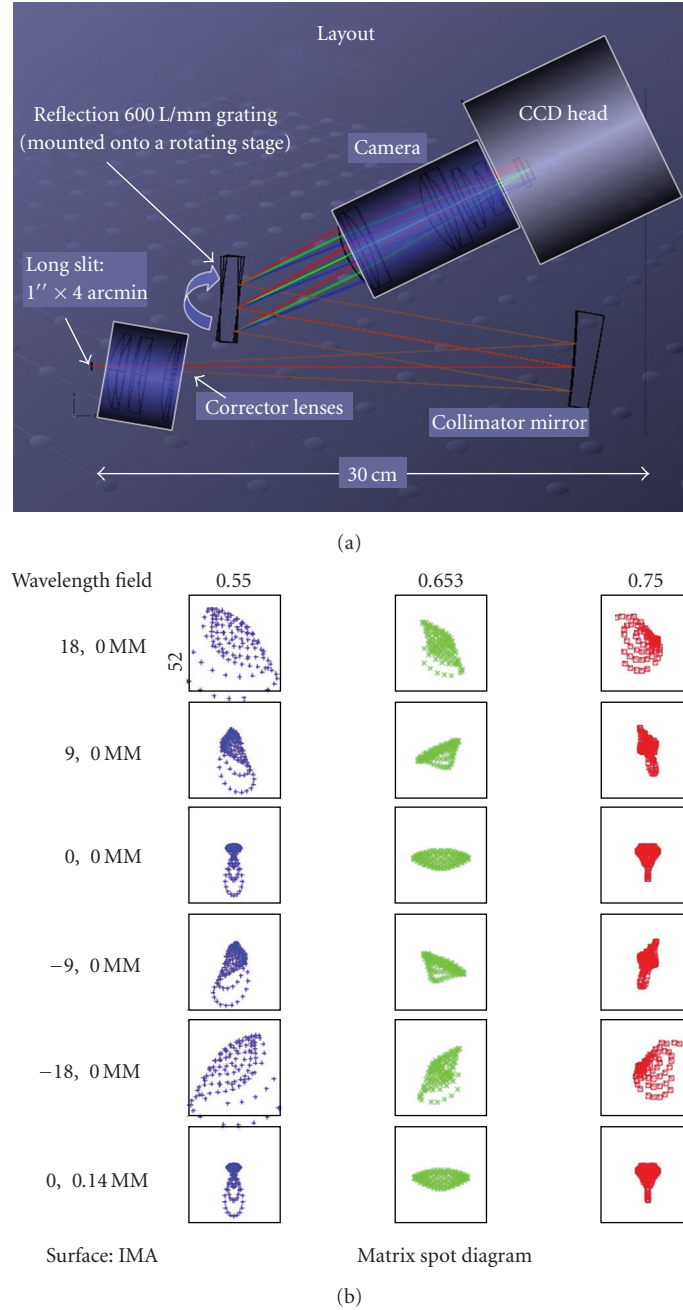 Layout
Reflection 600 L/mm grating
(mounted onto a rotating stage)
CCD head
Camera
Long slit:
1″ × 4 arcmin
Corrector lenses
Collimator mirror
30 cm
(a)
Wavelength field 0.55 0.653 0.75
18, 0 MM
52
9, 0 MM
0, 0 MM
−9, 0 MM
−18, 0 MM
0, 0.14 MM
Surface: IMA Matrix spot diagram
(b)